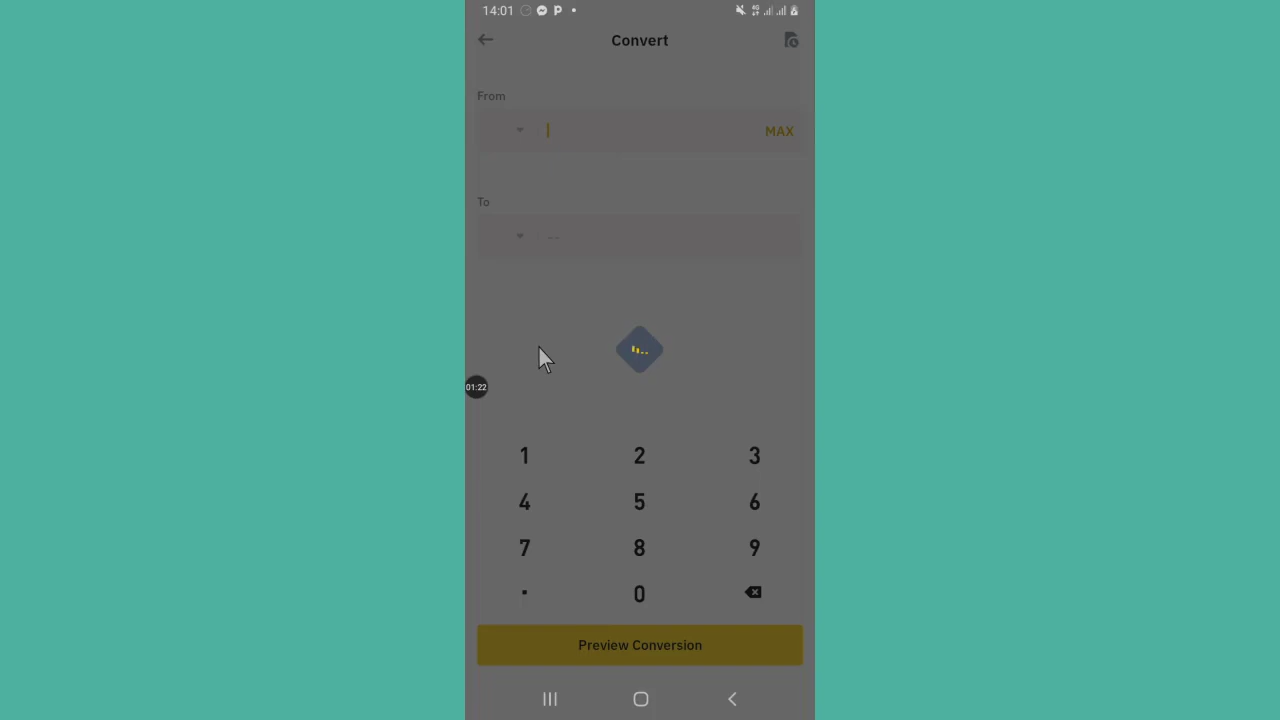 14:01
Convert
From
MAX
To
--
01:22
1 2 3
4 5 6
7 8 9
. 0
Preview Conversion